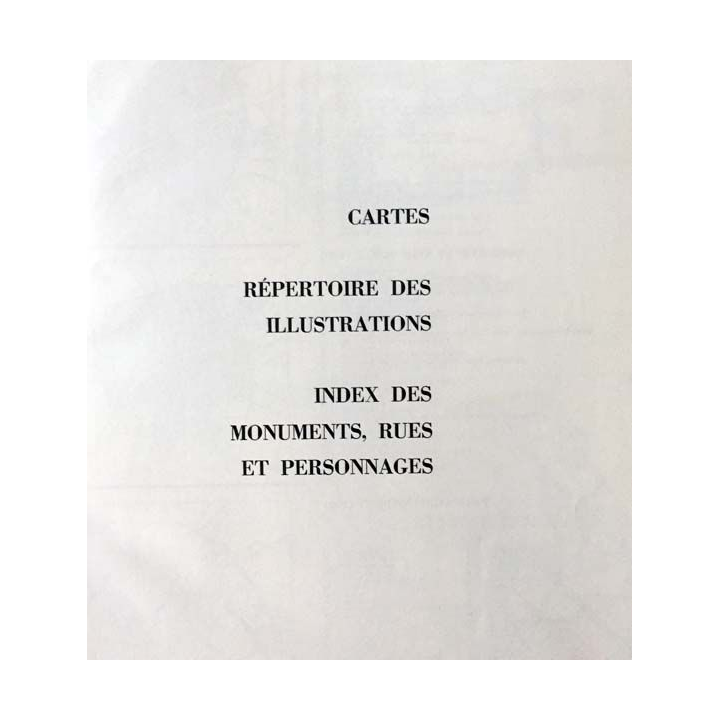 CARTES
RÉPERTOIRE DES
ILLUSTRATIONS
INDEX DES
MONUMENTS, RUES
ET PERSONNAGES